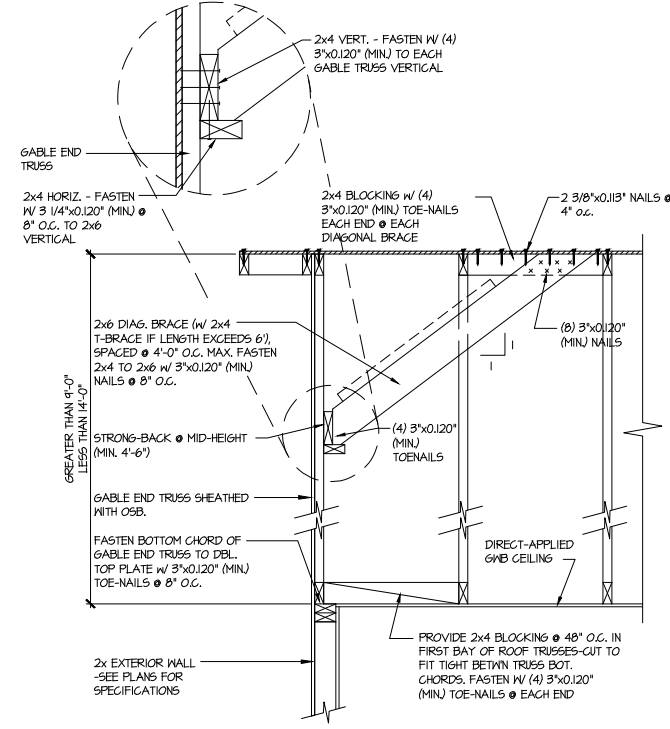 2x4 VERT. - FASTEN W/ (4)
3"x0.120" (MIN.) TO EACH
GABLE TRUSS VERTICAL
GABLE END
TRUSS
2x4 HORIZ. - FASTEN
W/ 3 1/4"x0.120" (MIN.) @
8" O.C. TO 2x6
VERTICAL
2x4 BLOCKING W/ (4)
3"x0.120" (MIN.) TOE-NAILS
EACH END @ EACH
DIAGONAL BRACE
2 3/8"x0.113" NAILS @
4" o.c.
2x6 DIAG. BRACE (W/ 2x4
T-BRACE IF LENGTH EXCEEDS 6'),
SPACED @ 4'-0" O.C. MAX. FASTEN
2x4 TO 2x6 W/ 3"x0.120" (MIN.)
NAILS @ 8" O.C.
(8) 3"x0.120"
(MIN.) NAILS
1
1
GREATER THAN 9'-0"
LESS THAN 14'-0"
STRONG-BACK @ MID-HEIGHT
(MIN. 4'-6")
(4) 3"x0.120"
(MIN.)
TOENAILS
GABLE END TRUSS SHEATHED
WITH OSB.
FASTEN BOTTOM CHORD OF
GABLE END TRUSS TO DBL.
TOP PLATE W/ 3"x0.120" (MIN.)
TOE-NAILS @ 8" O.C.
DIRECT-APPLIED
GWB CEILING
2x EXTERIOR WALL
-SEE PLANS FOR
SPECIFICATIONS
PROVIDE 2x4 BLOCKING @ 48" O.C. IN
FIRST BAY OF ROOF TRUSSES-CUT TO
FIT TIGHT BETW'N TRUSS BOT.
CHORDS. FASTEN W/ (4) 3"x0.120"
(MIN.) TOE-NAILS @ EACH END